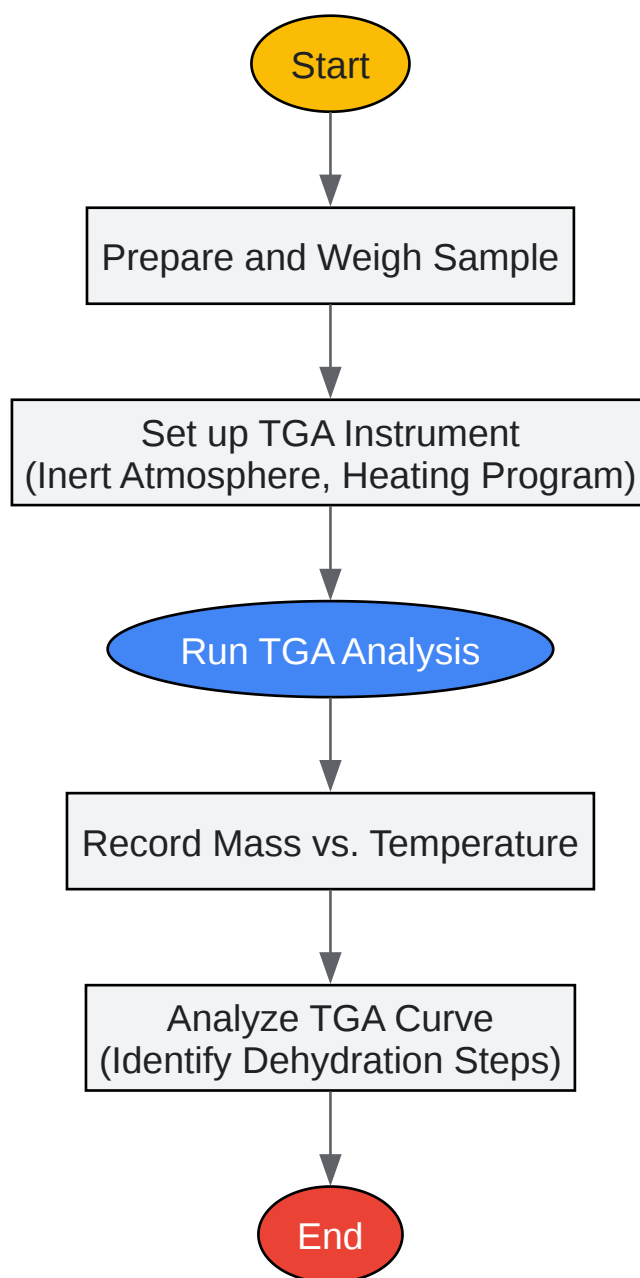 Start
Prepare and Weigh Sample
Set up TGA Instrument
(Inert Atmosphere, Heating Program)
Run TGA Analysis
Record Mass vs. Temperature
Analyze TGA Curve
(Identify Dehydration Steps)
End